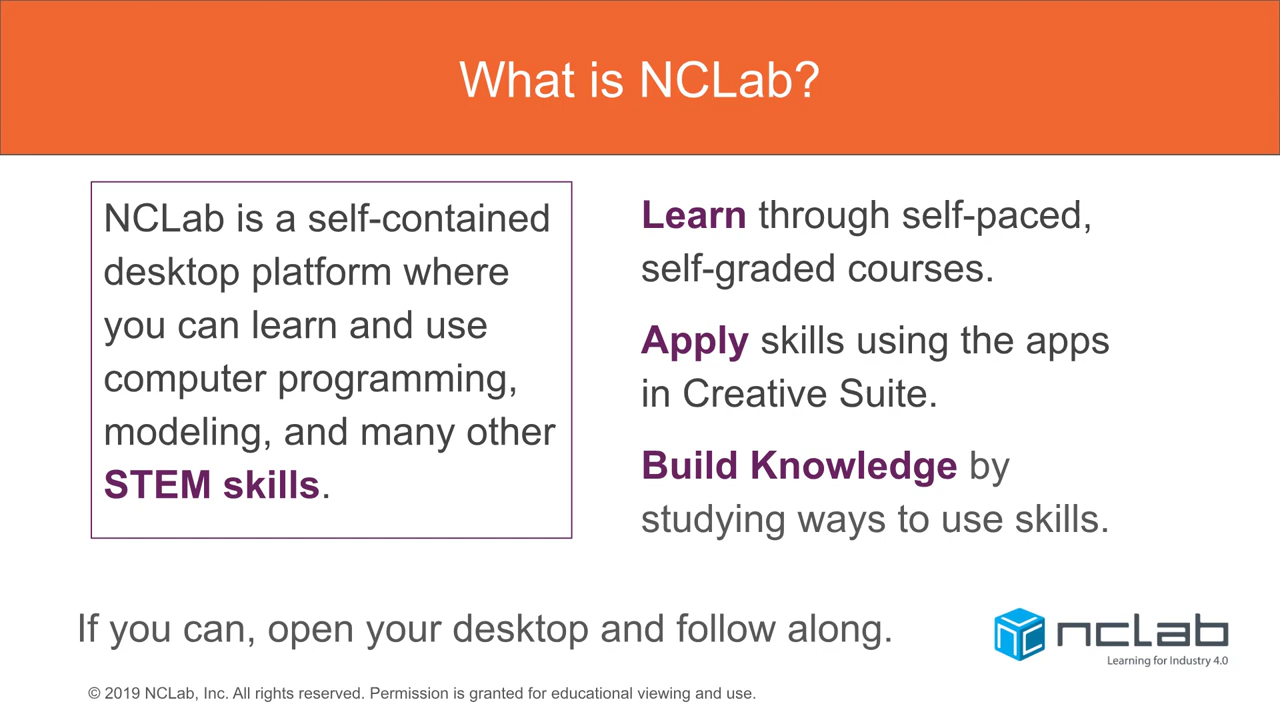 What is NCLab?
NCLab is a self-contained
desktop platform where
you can learn and use
computer programming,
modeling, and many other
STEM skills.
Learn through self-paced,
self-graded courses.
Apply skills using the apps
in Creative Suite.
Build Knowledge by
studying ways to use skills.
If you can, open your desktop and follow along.
NC nclab
Learning for Industry 4.0
© 2019 NCLab, Inc. All rights reserved. Permission is granted for educational viewing and use.